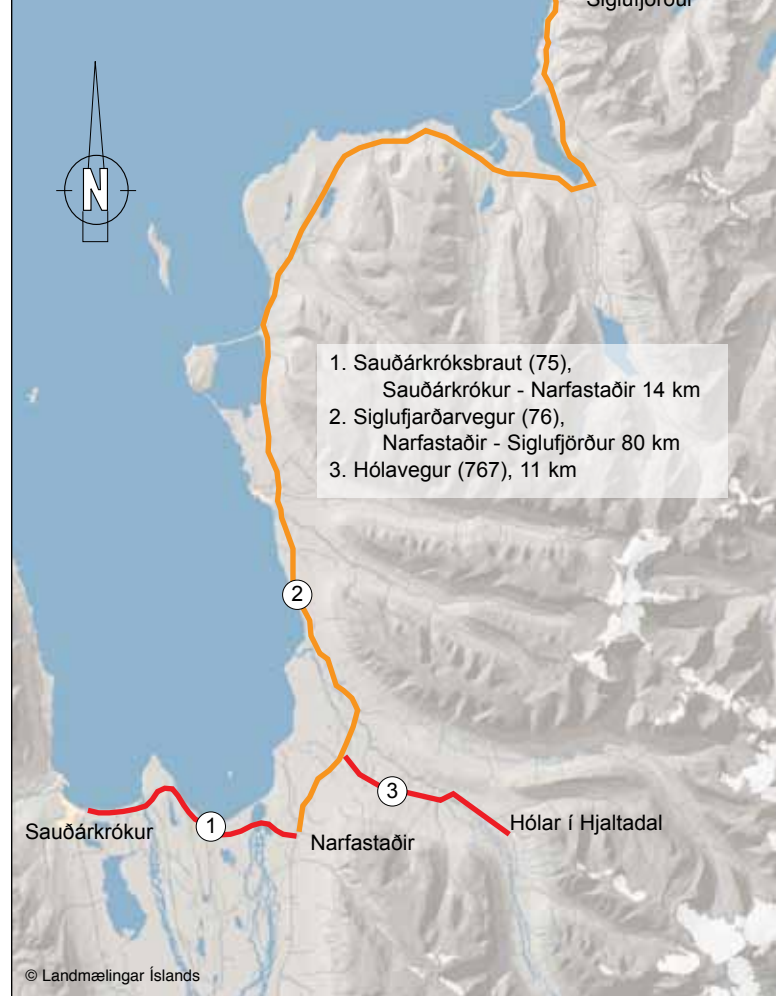 Siglufjörður
N
1. Sauðárkróksbraut (75),
Sauðárkrókur - Narfastaðir 14 km
2. Siglufjarðarvegur (76),
Narfastaðir - Siglufjörður 80 km
3. Hólavegur (767), 11 km
2
3
1
Sauðárkrókur
Narfastaðir
Hólar í Hjaltadal
© Landmælingar Íslands